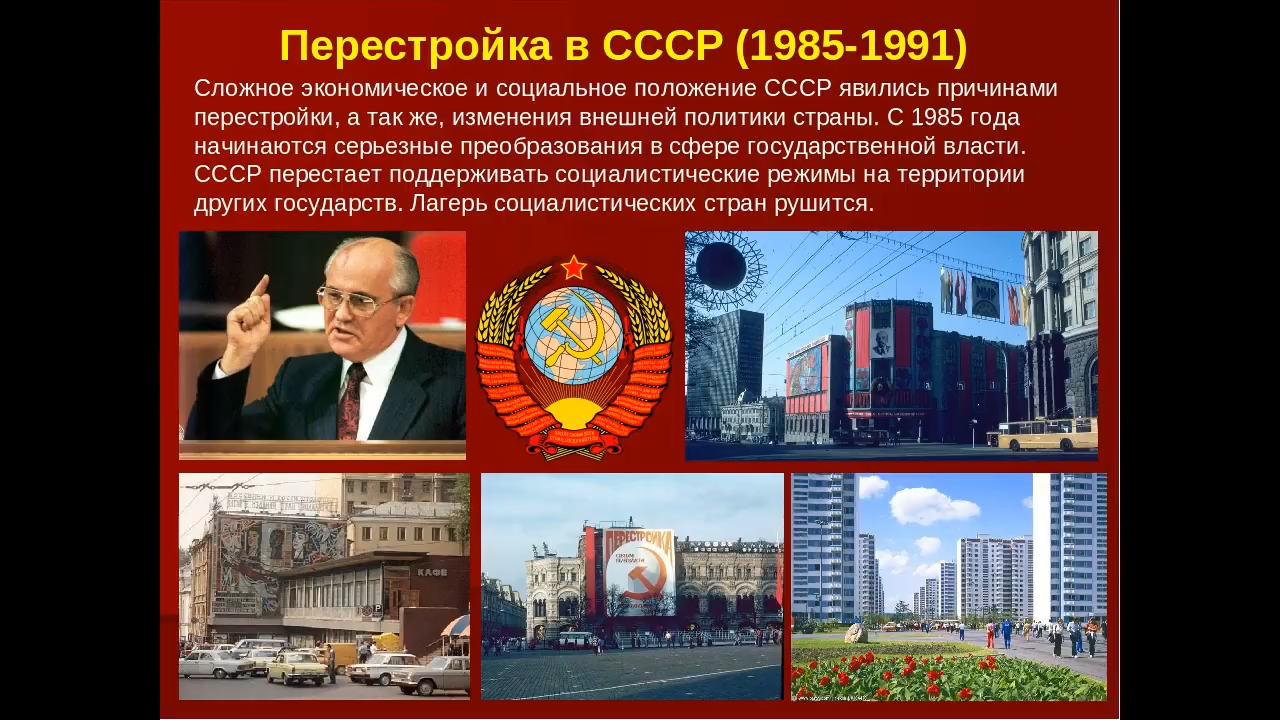 Перестройка в СССР (1985-1991)
Сложное экономическое и социальное положение СССР явились причинами
перестройки, а так же, изменения внешней политики страны. С 1985 года
начинаются серьезные преобразования в сфере государственной власти.
СССР перестает поддерживать социалистические режимы на территории
других государств. Лагерь социалистических стран рушится.
МИР
КАФЕ
P
ПЕРЕСТРОЙКА